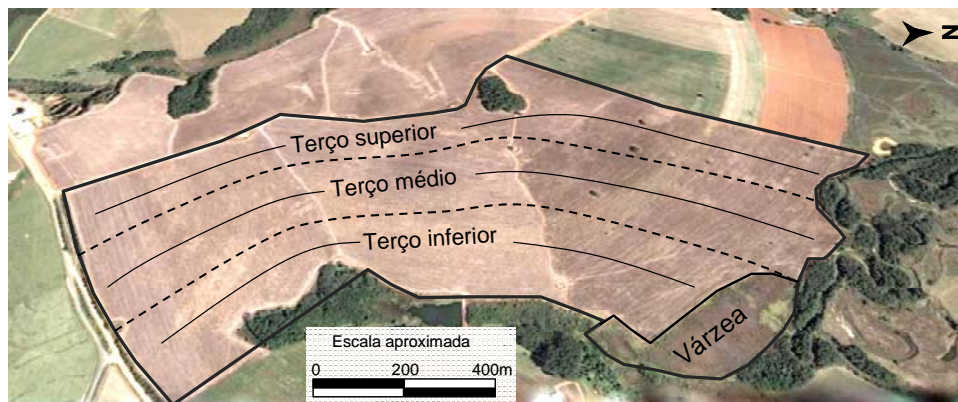 N
Terço superior
Terço médio
Terço inferior
Várzea
Escala aproximada
0 200 400m